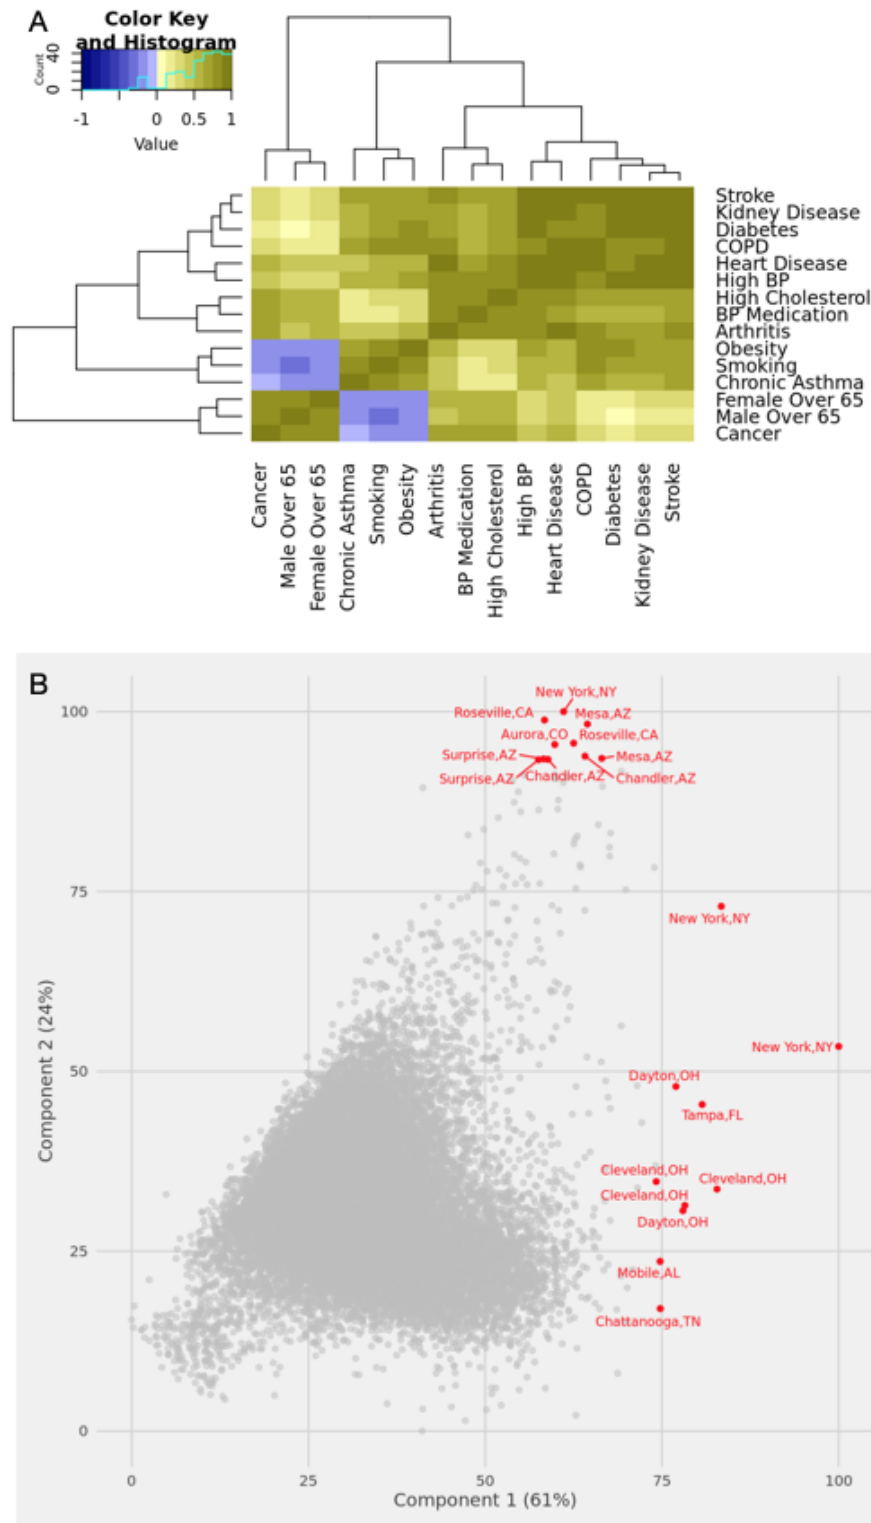 A
Color Key
and Histogram
Count
0
40
-1
0
0.5
1
Value
Stroke
Kidney Disease
Diabetes
COPD
Heart Disease
High BP
High Cholesterol
BP Medication
Arthritis
Obesity
Smoking
Chronic Asthma
Female Over 65
Male Over 65
Cancer
Cancer
Male Over 65
Female Over 65
Chronic Asthma
Smoking
Obesity
Arthritis
BP Medication
High Cholesterol
High BP
Heart Disease
COPD
Diabetes
Kidney Disease
Stroke
B
New York,NY
Roseville,CA
Mesa,AZ
Aurora,CO
Roseville,CA
Surprise,AZ
Mesa,AZ
Surprise,AZ
Chandler,AZ
Chandler,AZ
New York,NY
New York,NY
Dayton,OH
Tampa,FL
Cleveland,OH
Cleveland,OH
Cleveland,OH
Dayton,OH
Mobile,AL
Chattanooga,TN
100
75
50
25
0
Component 2 (24%)
0
25
50
75
100
Component 1 (61%)